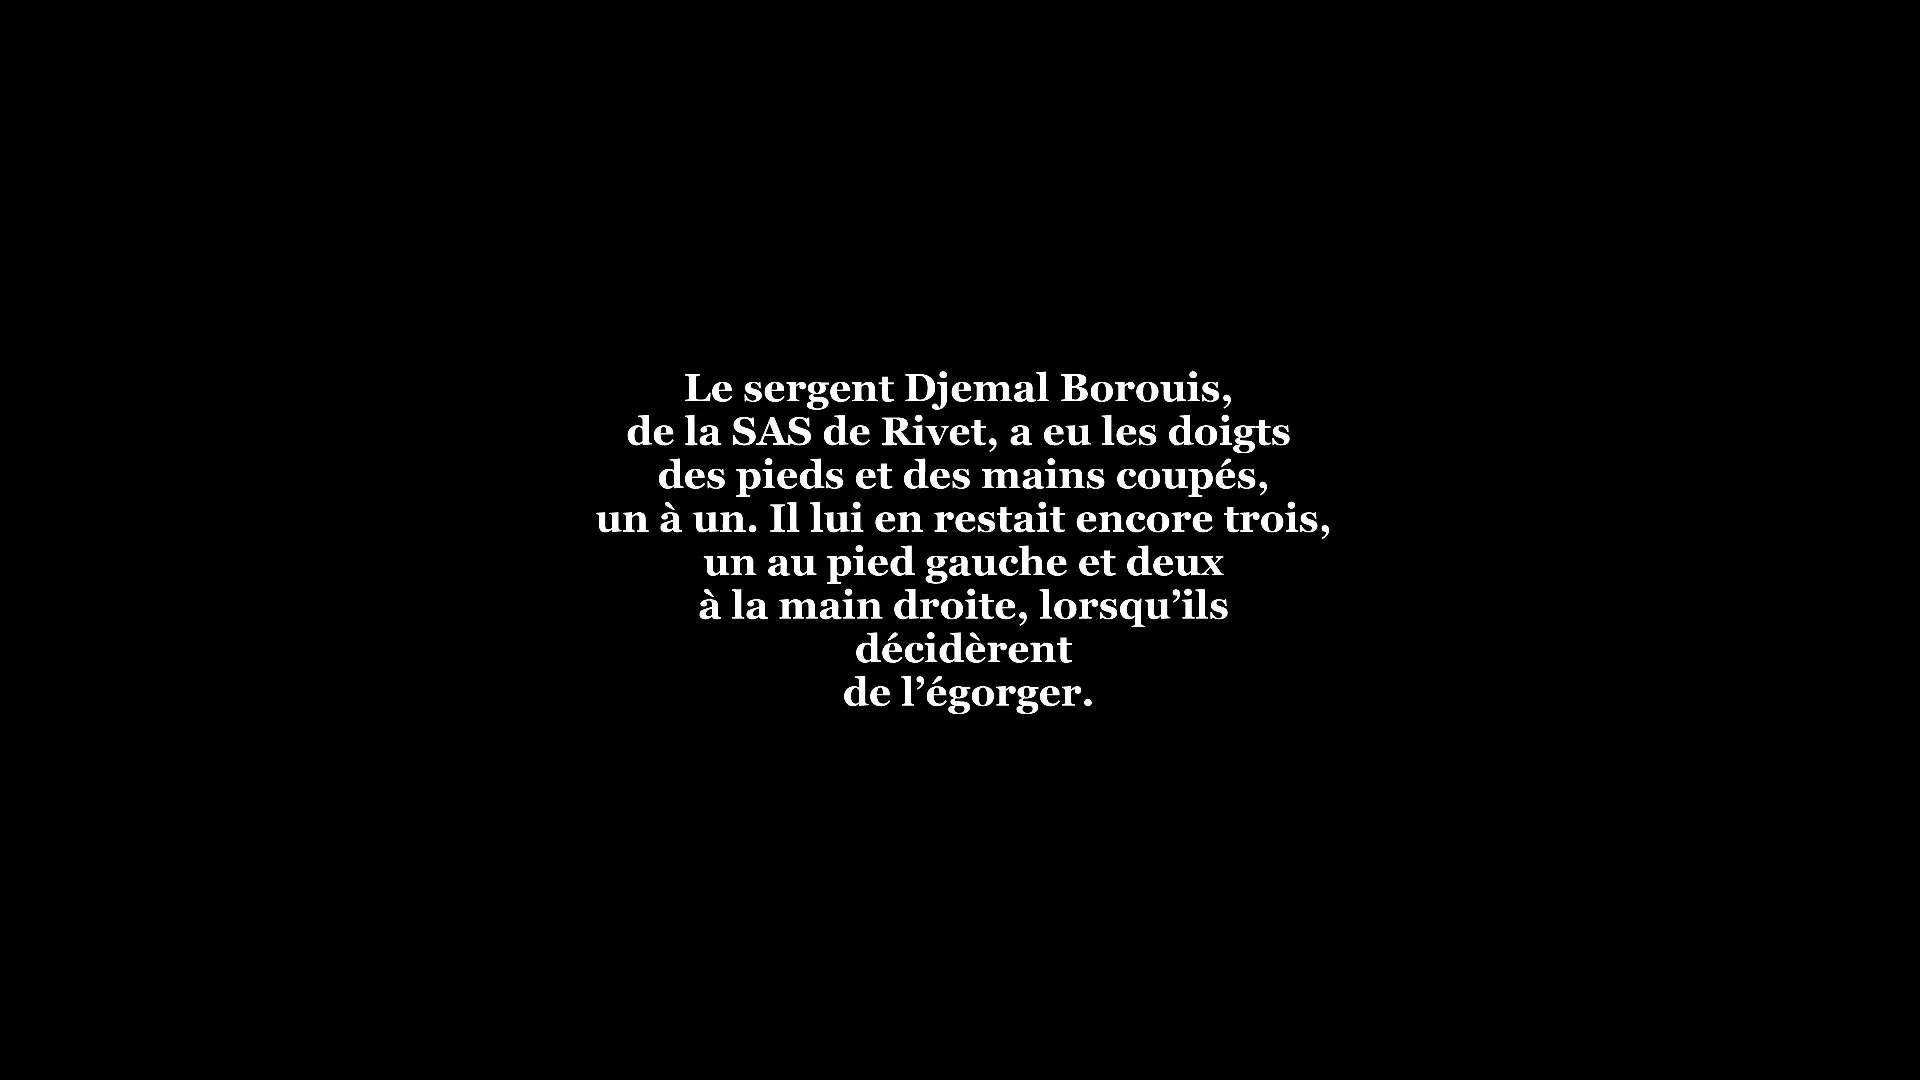 Le sergent Djemal Borouis,
de la SAS de Rivet, a eu les doigts
des pieds et des mains coupés,
un à un. Il lui en restait encore trois,
un au pied gauche et deux
à la main droite, lorsqu’ils
décidèrent
de l’égorger.